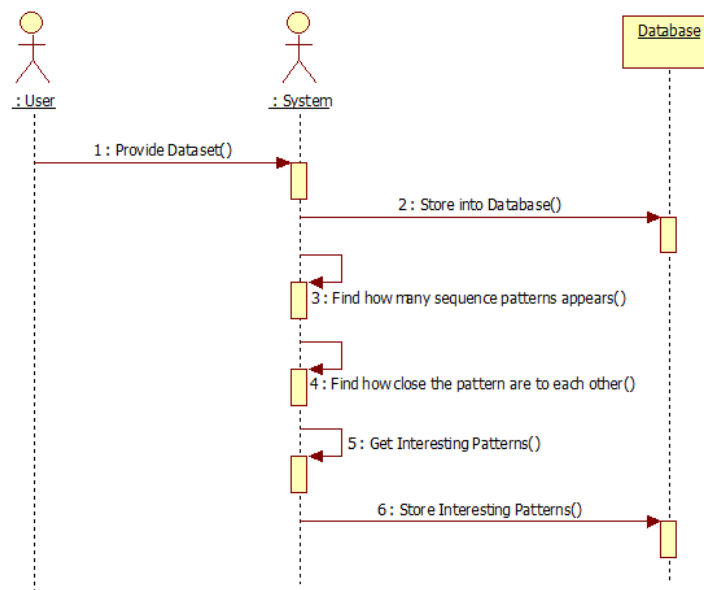 Database
: User
: System
1 : Provide Dataset()
2 : Store into Database()
3 : Find how many sequence patterns appears()
4 : Find how close the pattern are to each other()
5 : Get Interesting Patterns()
6 : Store Interesting Patterns()